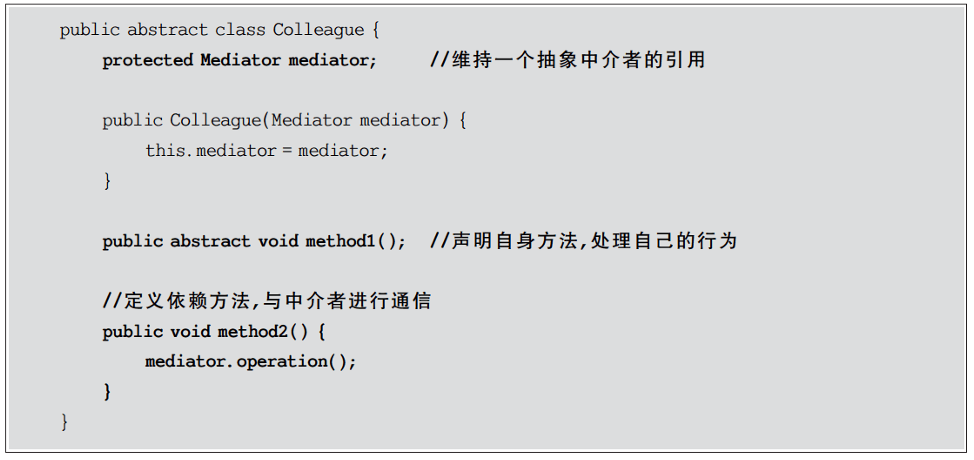 public abstract class Colleague {
protected Mediator mediator; //维持一个抽象中介者的引用
public Colleague(Mediator mediator) {
this.mediator = mediator;
}
public abstract void method1(); //声明自身方法,处理自己的行为
//定义依赖方法,与中介者进行通信
public void method2() {
mediator.operation();
}
}